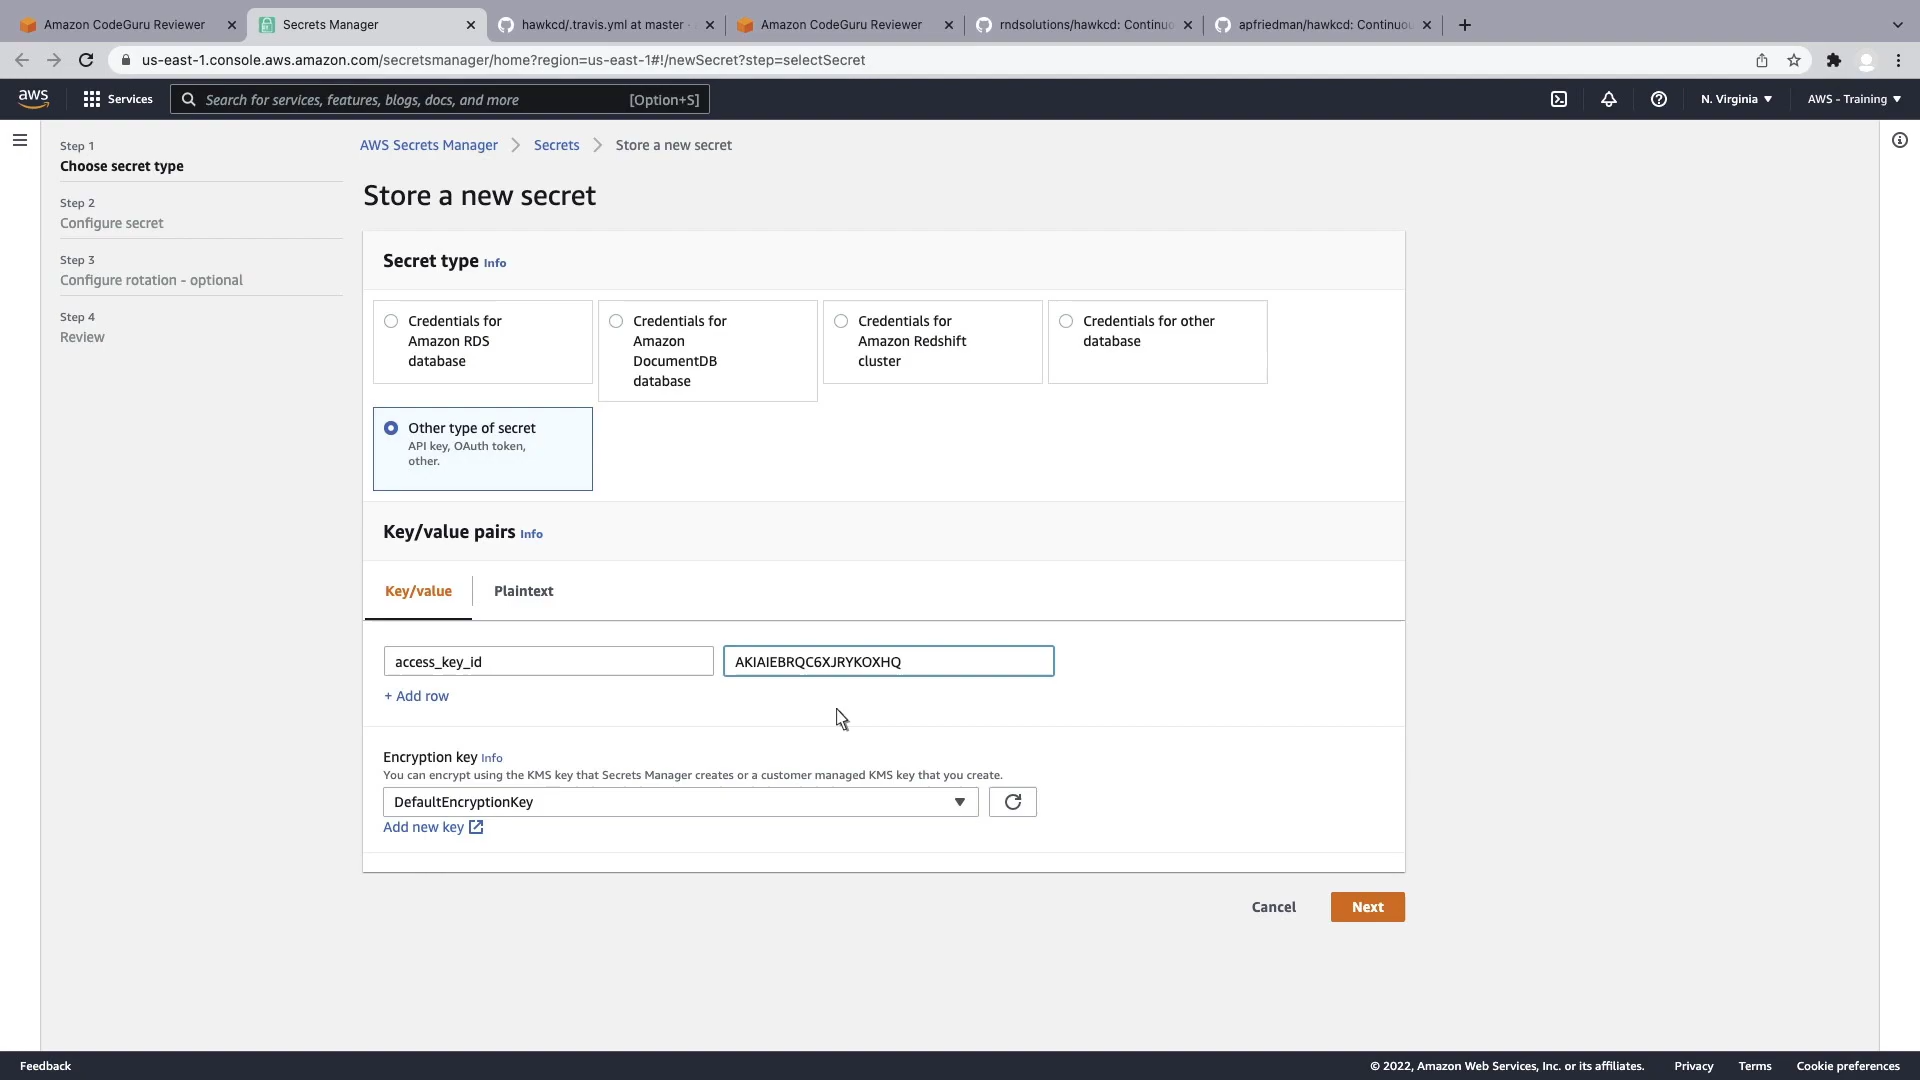 Amazon CodeGuru Reviewer
Secrets Manager
hawkcd/.travis.yml at master ·
Amazon CodeGuru Reviewer
rndsolutions/hawkcd: Continuo
apfriedman/hawkcd: Continuou
us-east-1.console.aws.amazon.com/secretsmanager/home?region=us-east-1#!/newSecret?step=selectSecret
aws
Services
Search for services, features, blogs, docs, and more
[Option+S]
N. Virginia
AWS - Training
Step 1
Choose secret type
Step 2
Configure secret
Step 3
Configure rotation - optional
Step 4
Review
AWS Secrets Manager
Secrets
Store a new secret
Store a new secret
Secret type Info
Credentials for
Amazon RDS
database
Credentials for
Amazon
DocumentDB
database
Credentials for
Amazon Redshift
cluster
Credentials for other
database
Other type of secret
API key, OAuth token,
other.
Key/value pairs Info
Key/value
Plaintext
access_key_id
AKIAIEBRQC6XJRYKOXHQ
+ Add row
Encryption key Info
You can encrypt using the KMS key that Secrets Manager creates or a customer managed KMS key that you create.
DefaultEncryptionKey
Add new key
Cancel
Next
Feedback
© 2022, Amazon Web Services, Inc. or its affiliates.
Privacy
Terms
Cookie preferences